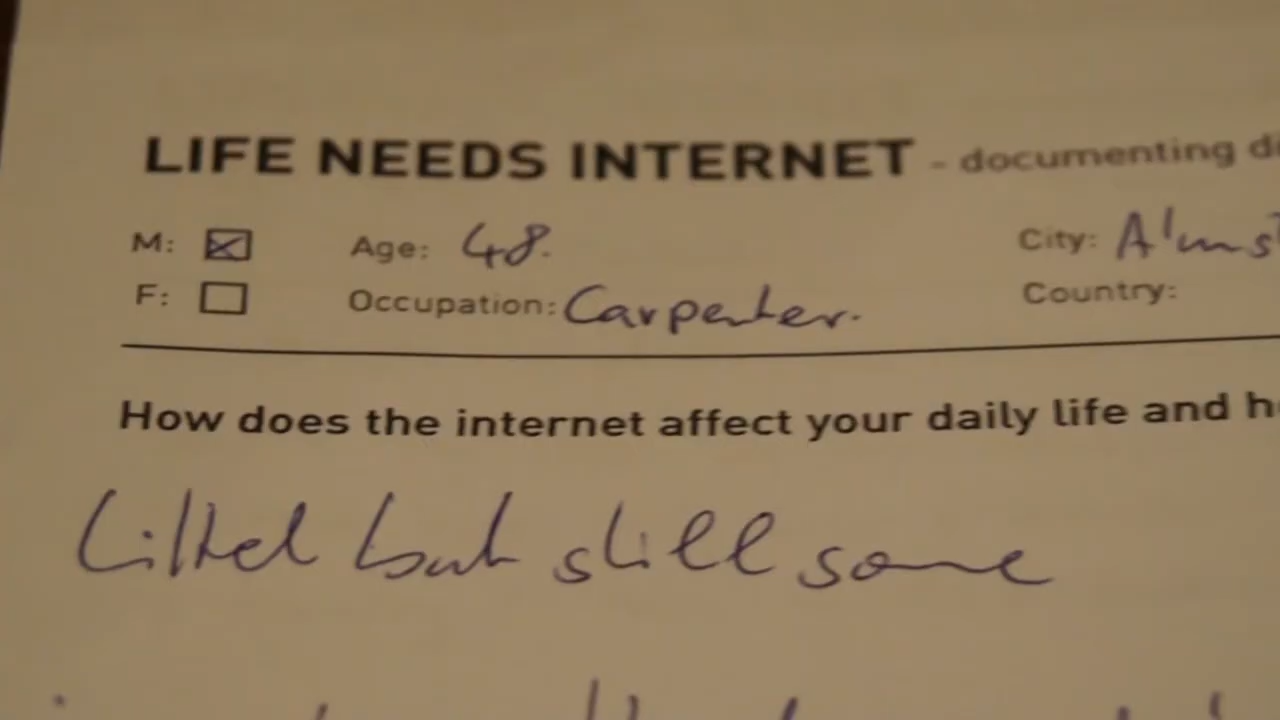 LIFE NEEDS INTERNET - documenting
M: Age: 48. City:
F: Occupation: Carpenter. Country:
How does the internet affect your daily life and
Littel but still some